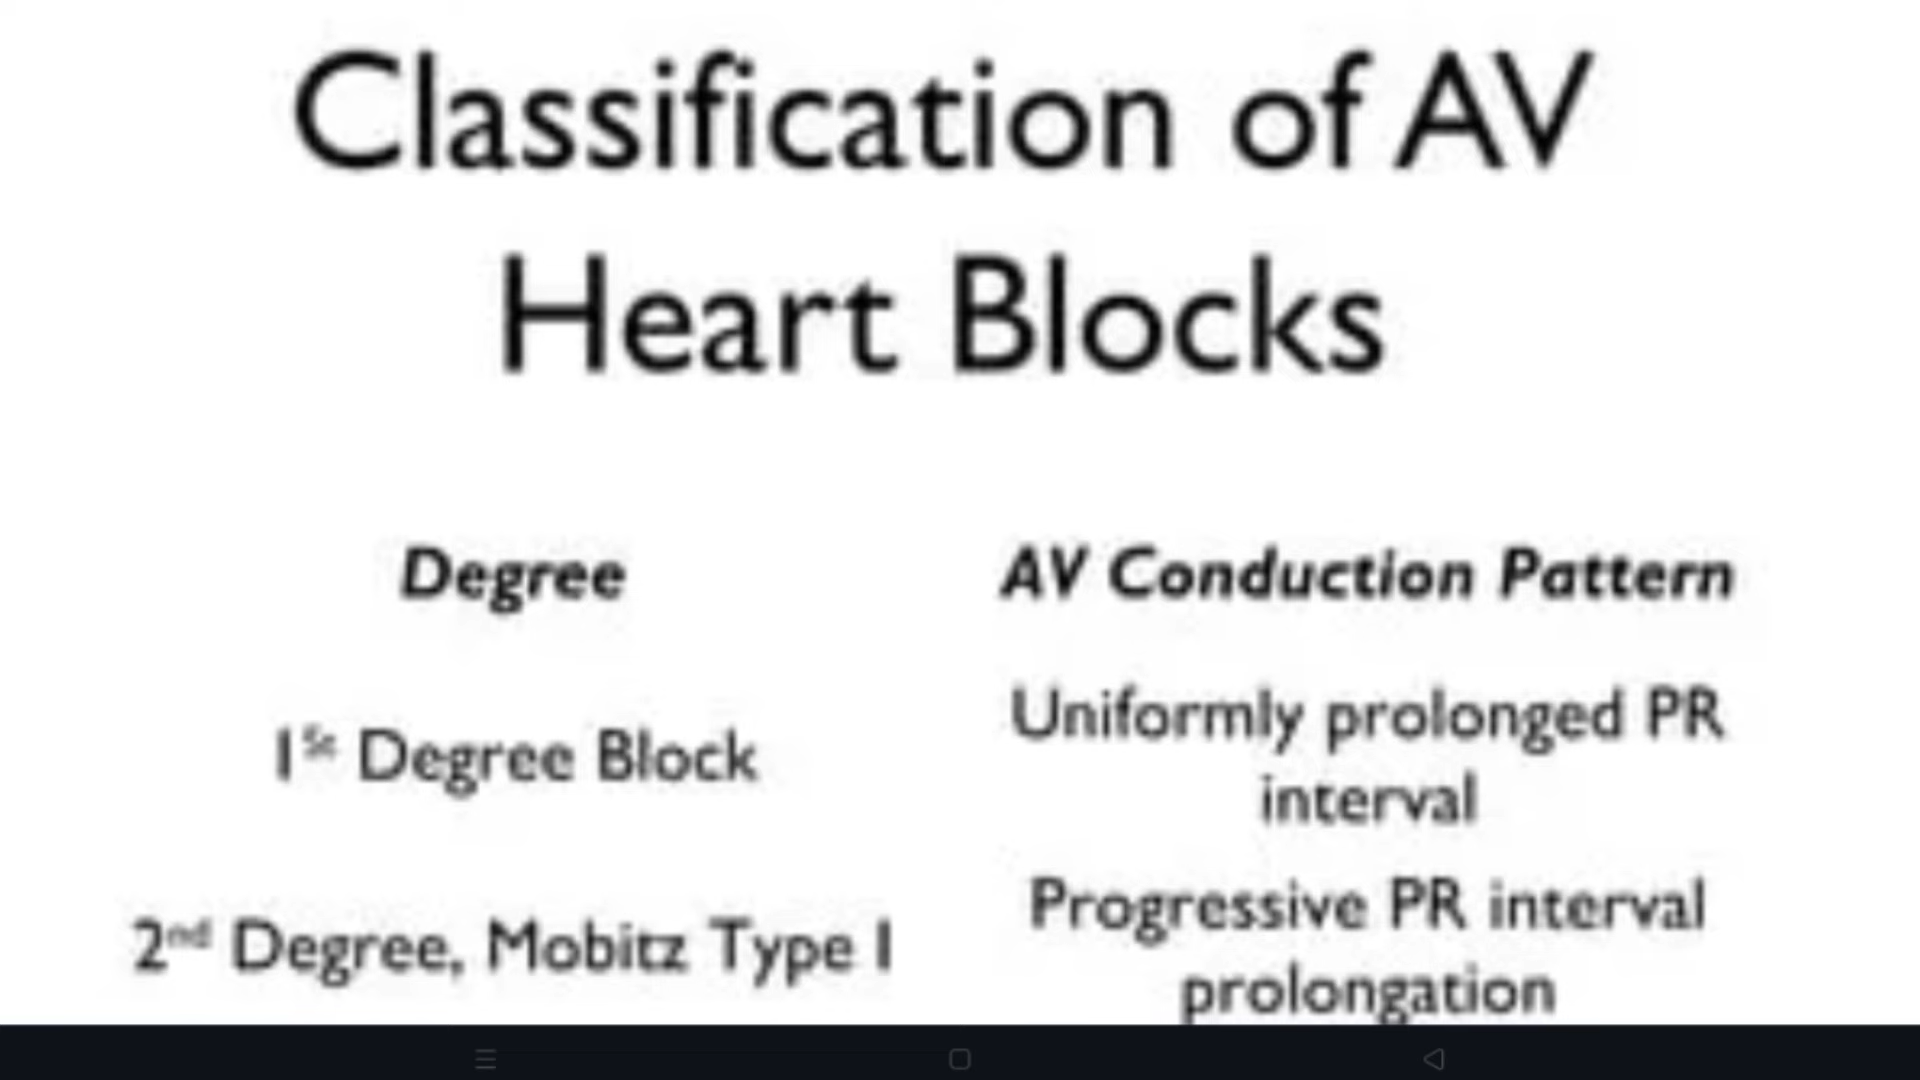 Classification of AV
Heart Blocks
Degree
AV Conduction Pattern
1st Degree Block
Uniformly prolonged PR
interval
2nd Degree, Mobitz Type I
Progressive PR interval
prolongation